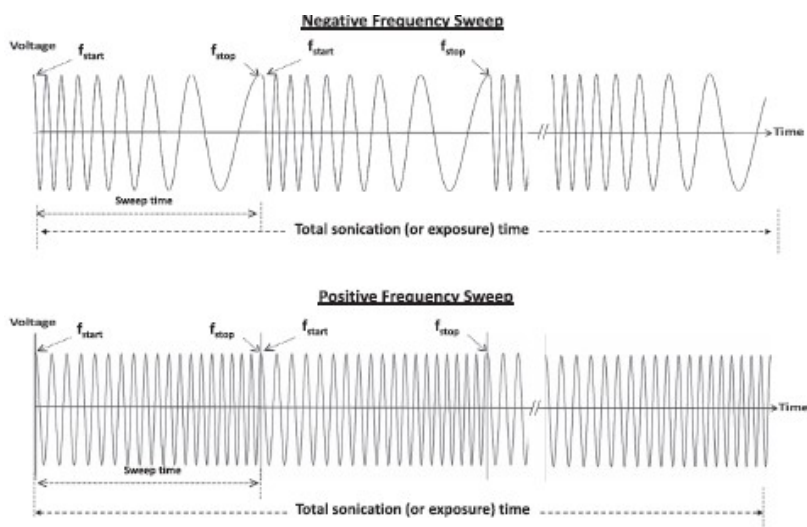 Negative Frequency Sweep
Voltage
fstart
fstop
fstart
fstop
//
Time
Sweep time
Total sonication (or exposure) time
Positive Frequency Sweep
Voltage
fstart
fstop
fstart
fstop
//
Time
Sweep time
Total sonication (or exposure) time